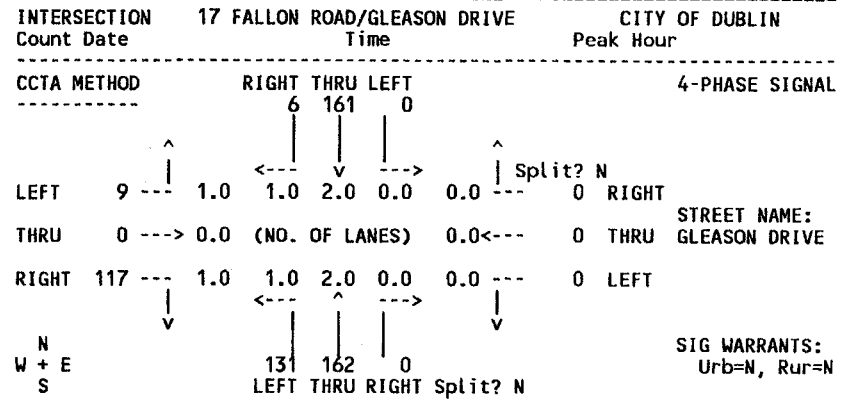 INTERSECTION 17 FALLON ROAD/GLEASON DRIVE CITY OF DUBLIN
Count Date Time Peak Hour
CCTA METHOD RIGHT THRU LEFT 4-PHASE SIGNAL
6 161 0
^ ^
<--- v ---> Split? N
LEFT 9 --- 1.0 1.0 2.0 0.0 0.0 --- 0 RIGHT
STREET NAME:
THRU 0 ---> 0.0 (NO. OF LANES) 0.0<--- 0 THRU GLEASON DRIVE
RIGHT 117 --- 1.0 1.0 2.0 0.0 0.0 --- 0 LEFT
<--- ^ --->
v v
N SIG WARRANTS:
W + E 131 162 0 Urb=N, Rur=N
S LEFT THRU RIGHT Split? N